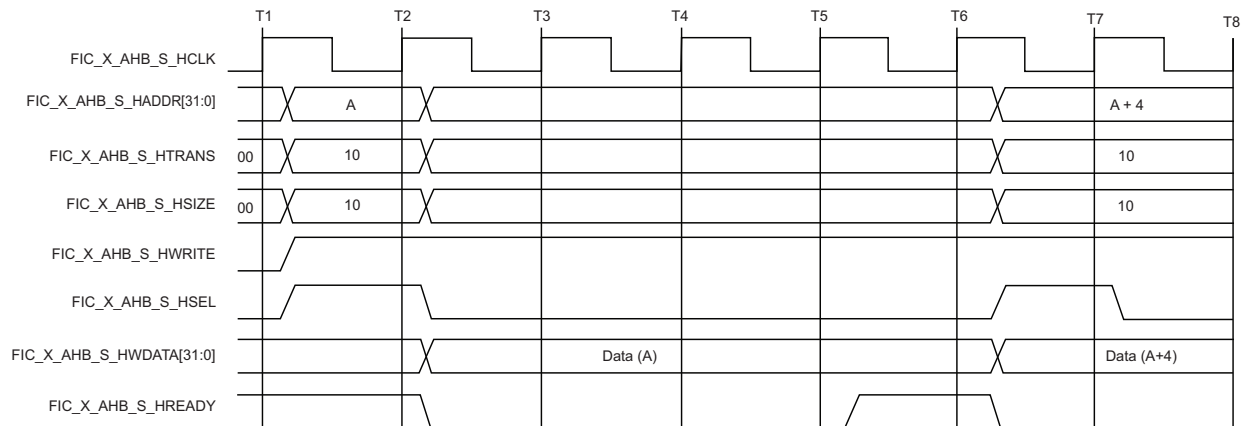 T1 T2 T3 T4 T5 T6 T7 T8
FIC_X_AHB_S_HCLK
FIC_X_AHB_S_HADDR[31:0] A A + 4
FIC_X_AHB_S_HTRANS 00 10 10
FIC_X_AHB_S_HSIZE 00 10 10
FIC_X_AHB_S_HWRITE
FIC_X_AHB_S_HSEL
FIC_X_AHB_S_HWDATA[31:0] Data (A) Data (A+4)
FIC_X_AHB_S_HREADY